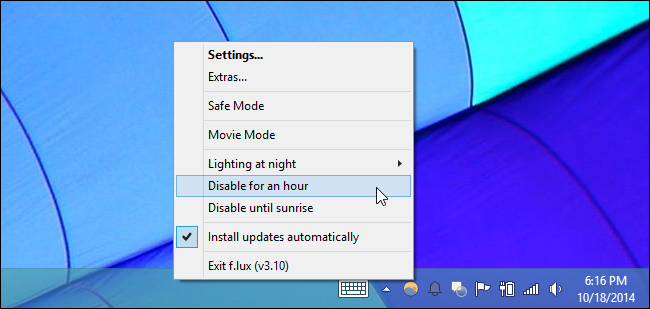 Settings...
Extras...
Safe Mode
Movie Mode
Lighting at night
Disable for an hour
Disable until sunrise
Install updates automatically
Exit f.lux (v3.10)
6:16 PM
10/18/2014